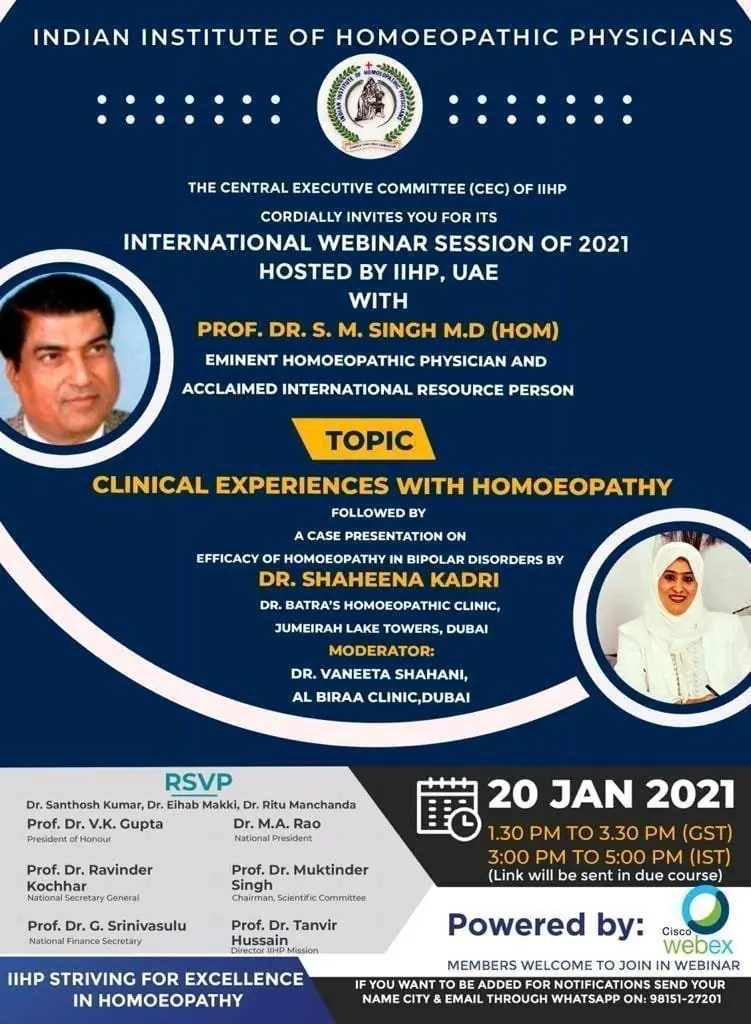 INDIAN INSTITUTE OF HOMOEOPATHIC PHYSICIANS
INDIAN INSTITUTE OF HOMOEOPATHIC PHYSICIANS
THE CENTRAL EXECUTIVE COMMITTEE (CEC) OF IIHP
CORDIALLY INVITES YOU FOR ITS
INTERNATIONAL WEBINAR SESSION OF 2021
HOSTED BY IIHP, UAE
WITH
PROF. DR. S. M. SINGH M.D (HOM)
EMINENT HOMOEOPATHIC PHYSICIAN AND
ACCLAIMED INTERNATIONAL RESOURCE PERSON
TOPIC
CLINICAL EXPERIENCES WITH HOMOEOPATHY
FOLLOWED BY
A CASE PRESENTATION ON
EFFICACY OF HOMOEOPATHY IN BIPOLAR DISORDERS BY
DR. SHAHEENA KADRI
DR. BATRA'S HOMOEOPATHIC CLINIC,
JUMEIRAH LAKE TOWERS, DUBAI
MODERATOR:
DR. VANEETA SHAHANI,
AL BIRAA CLINIC,DUBAI
RSVP
Dr. Santhosh Kumar, Dr. Eihab Makki, Dr. Ritu Manchanda
Prof. Dr. V.K. Gupta
President of Honour
Dr. M.A. Rao
National President
Prof. Dr. Ravinder
Kochhar
National Secretary General
Prof. Dr. Muktinder
Singh
Chairman, Scientific Committee
Prof. Dr. G. Srinivasulu
National Finance Secretary
Prof. Dr. Tanvir
Hussain
Director IIHP Mission
20 JAN 2021
1.30 PM TO 3.30 PM (GST)
3:00 PM TO 5:00 PM (IST)
(Link will be sent in due course)
Powered by:
Cisco
webex
MEMBERS WELCOME TO JOIN IN WEBINAR
IIHP STRIVING FOR EXCELLENCE
IN HOMOEOPATHY
IF YOU WANT TO BE ADDED FOR NOTIFICATIONS SEND YOUR
NAME CITY & EMAIL THROUGH WHATSAPP ON: 98151-27201